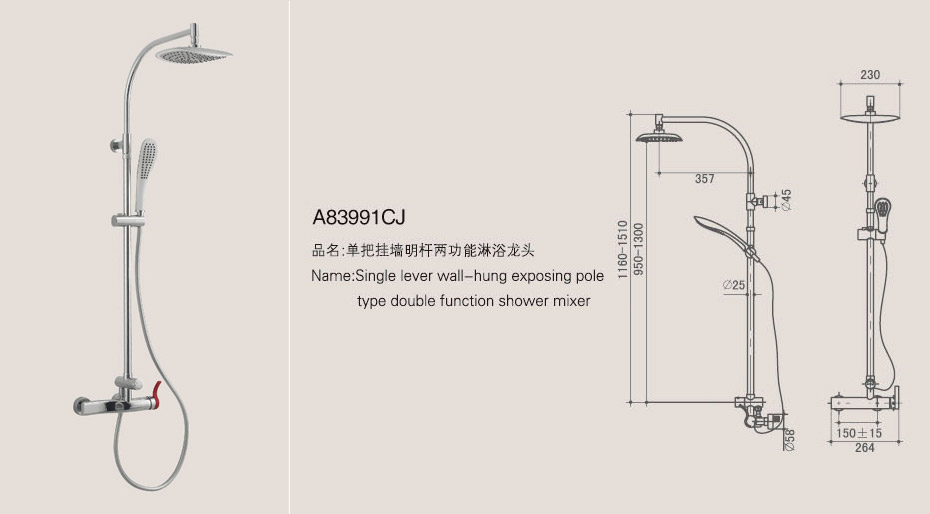 A83991CJ
品名:单把挂墙明杆两功能淋浴龙头
Name:Single lever wall-hung exposing pole
type double function shower mixer
357
∅45
1160-1510
950-1300
∅25
∅58
230
150±15
264